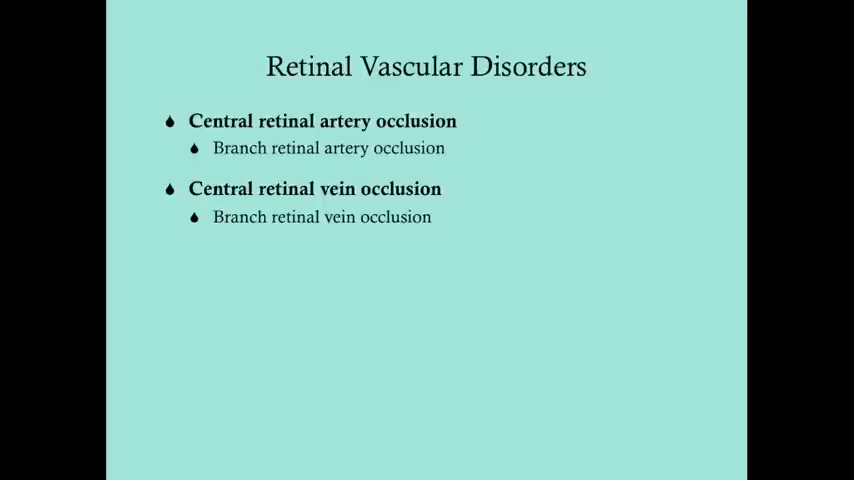 Retinal Vascular Disorders
Central retinal artery occlusion
Branch retinal artery occlusion
Central retinal vein occlusion
Branch retinal vein occlusion